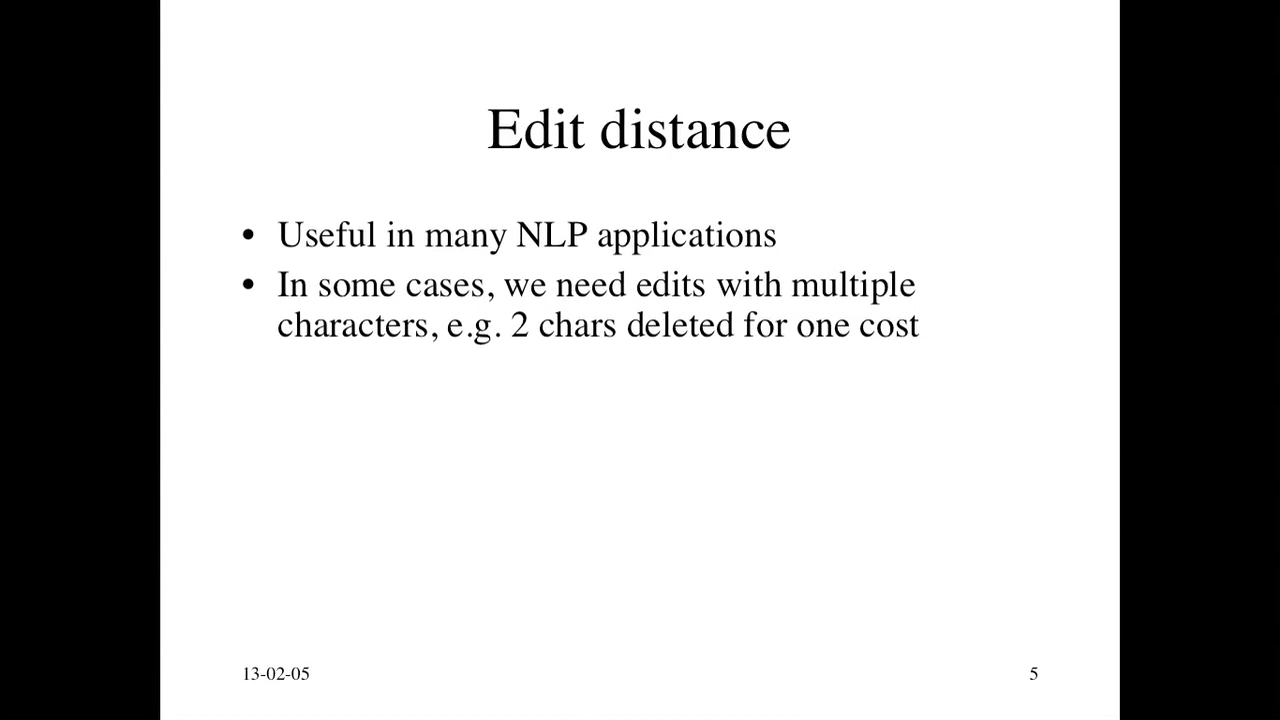 Edit distance
• Useful in many NLP applications
• In some cases, we need edits with multiple
characters, e.g. 2 chars deleted for one cost
13-02-05
5